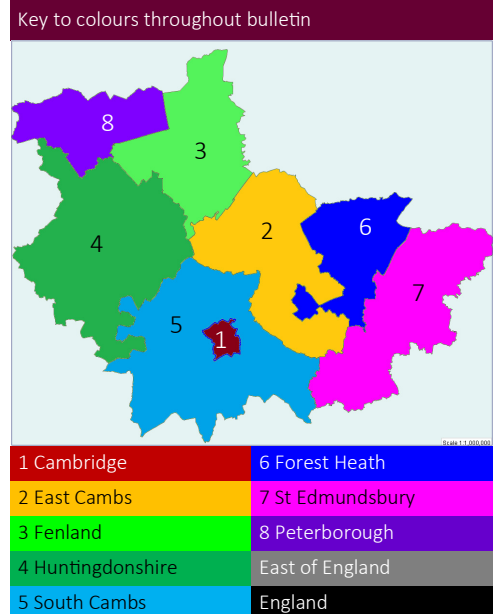 Key to colours throughout bulletin
8
3
2
6
4
7
5
1
Scale 1:1,000,000
1 Cambridge
6 Forest Heath
2 East Cambs
7 St Edmundsbury
3 Fenland
8 Peterborough
4 Huntingdonshire
East of England
5 South Cambs
England